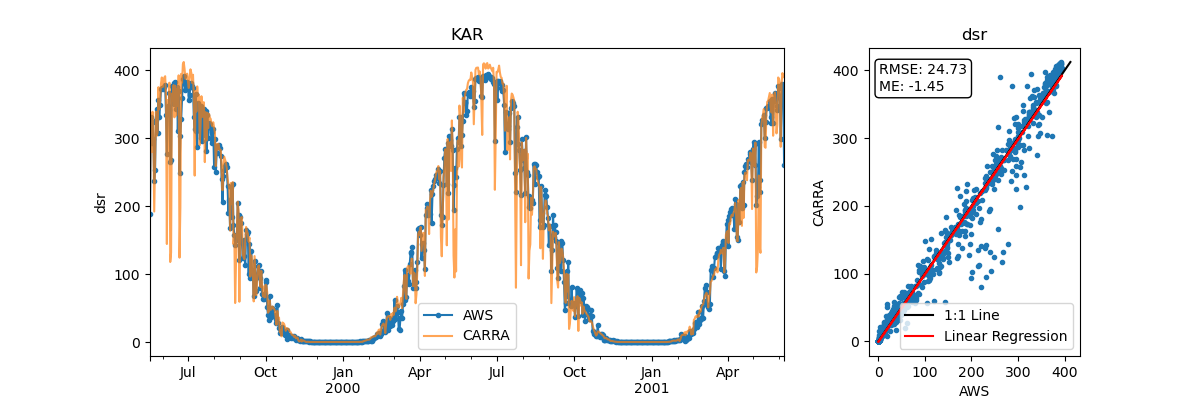 KAR
dsr
400
300
200
100
0
Jul
Oct
Jan
2000
Apr
Jul
Oct
Jan
2001
Apr
AWS
CARRA
dsr
CARRA
400
300
200
100
0
RMSE: 24.73
ME: -1.45
1:1 Line
Linear Regression
0
100
200
300
400
AWS